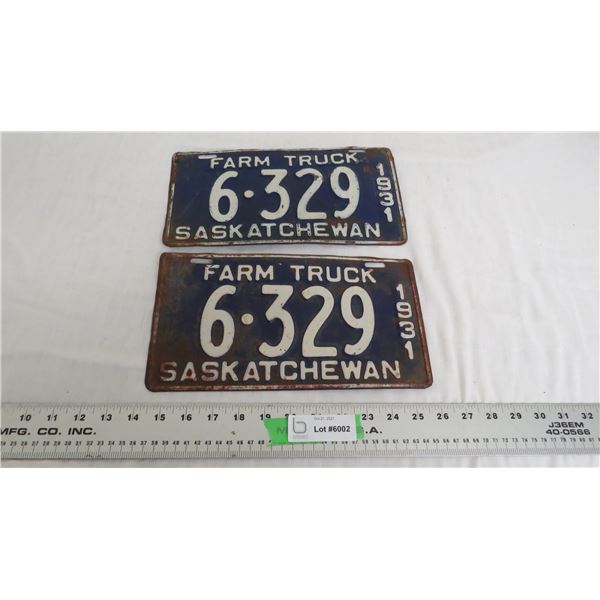 FARM TRUCK
6·329
1931
SASKATCHEWAN
FARM TRUCK
6·329
1931
SASKATCHEWAN
10 11 12 13 14 15 16 17 18 19 20 23 24 25 26 27 28 29 30 31 32
MFG. CO. INC.
M S.A.
J36EM
40-0566
Lot #6002